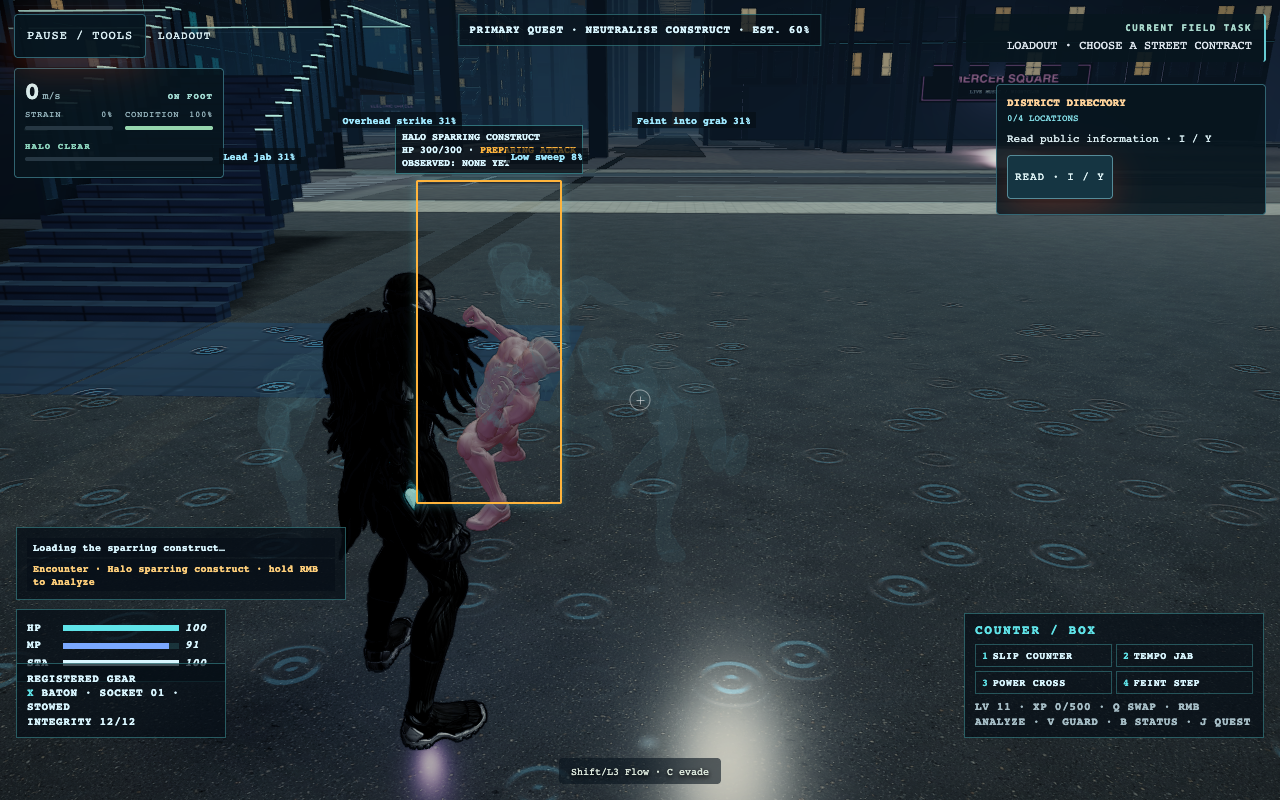 PAUSE / TOOLS
LOADOUT
PRIMARY QUEST · NEUTRALISE CONSTRUCT · EST. 60%
CURRENT FIELD TASK
LOADOUT · CHOOSE A STREET CONTRACT
0 m/s
ON FOOT
STRAIN 0%
CONDITION 100%
HALO CLEAR
MERCER SQUARE
DISTRICT DIRECTORY
0/4 LOCATIONS
Read public information · I / Y
READ · I / Y
Overhead strike 31%
Feint into grab 31%
HALO SPARRING CONSTRUCT
HP 300/300 · PREPARING ATTACK
OBSERVED: NONE YET
Lead jab 31%
Low sweep 8%
Loading the sparring construct…
Encounter · Halo sparring construct · hold RMB
to Analyze
HP 100
MP 91
STA 100
REGISTERED GEAR
X BATON · SOCKET 01 ·
STOWED
INTEGRITY 12/12
COUNTER / BOX
1 SLIP COUNTER
2 TEMPO JAB
3 POWER CROSS
4 FEINT STEP
LV 11 · XP 0/500 · Q SWAP · RMB
ANALYZE · V GUARD · B STATUS · J QUEST
Shift/L3 Flow · C evade